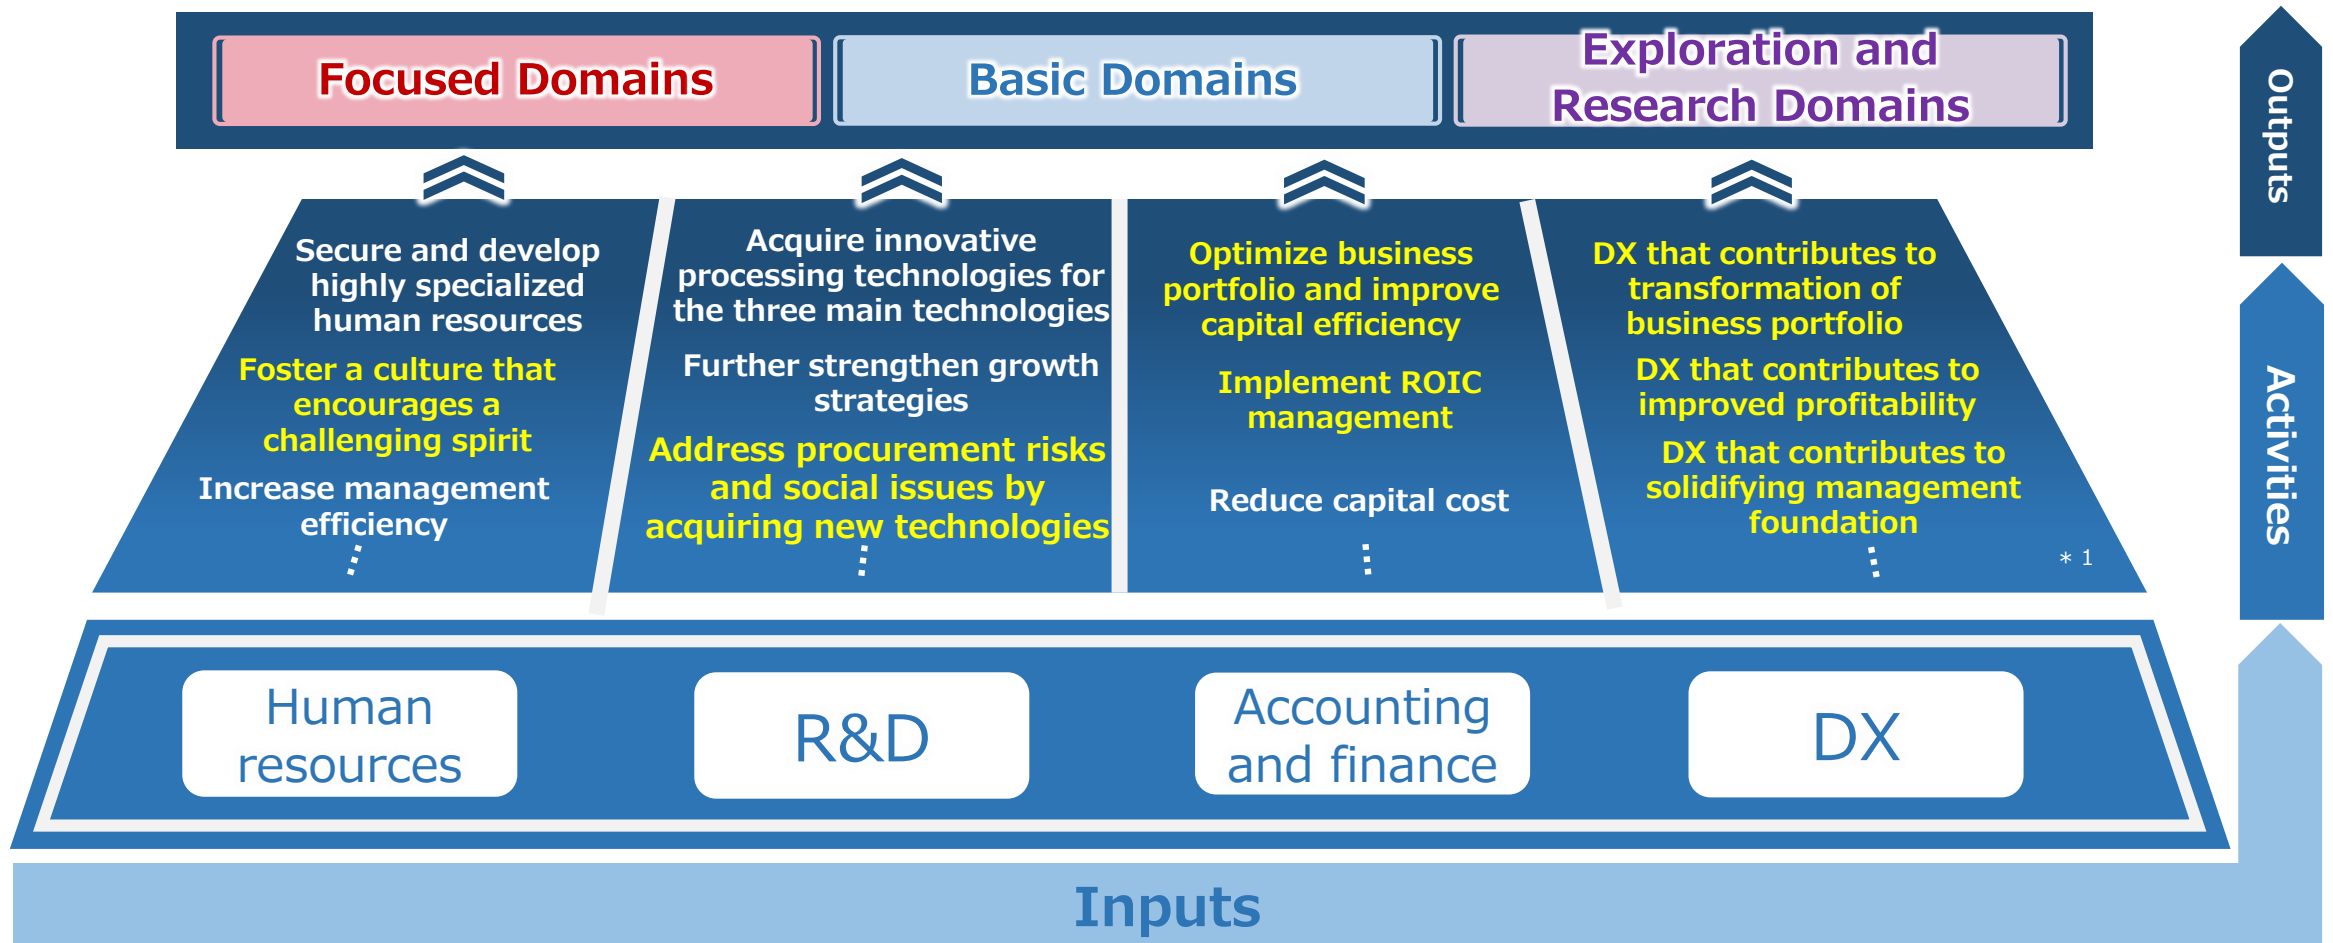 Focused Domains
Basic Domains
Exploration and
Research Domains
Outputs
Secure and develop
highly specialized
human resources
Foster a culture that
encourages a
challenging spirit
Increase management
efficiency
Acquire innovative
processing technologies for
the three main technologies
Further strengthen growth
strategies
Address procurement risks
and social issues by
acquiring new technologies
Optimize business
portfolio and improve
capital efficiency
Implement ROIC
management
Reduce capital cost
DX that contributes to
transformation of
business portfolio
DX that contributes to
improved profitability
DX that contributes to
solidifying management
foundation
＊1
Activities
Human
resources
R&D
Accounting
and finance
DX
Inputs